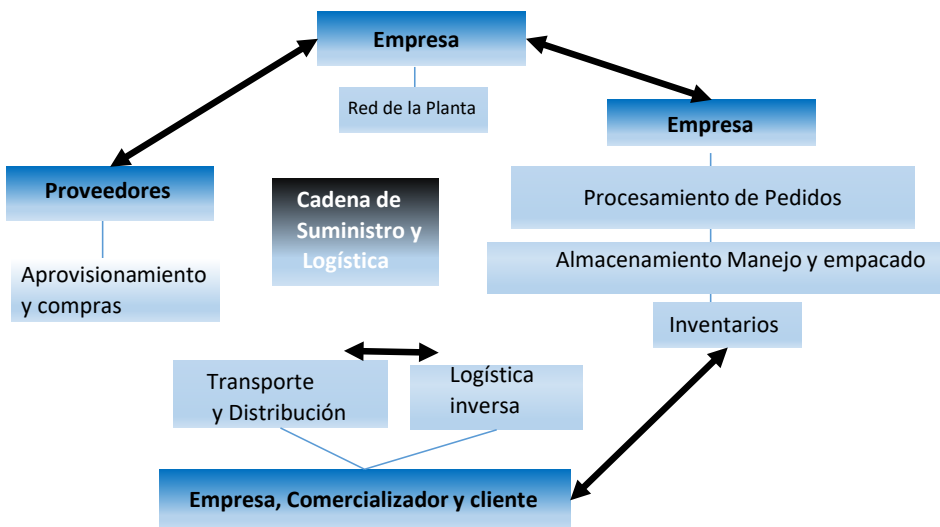 Empresa
Red de la Planta
Empresa
Proveedores
Procesamiento de Pedidos
Cadena de
Suministro y
Logística
Almacenamiento Manejo y empacado
Aprovisionamiento
y compras
Inventarios
Transporte
y Distribución
Logística
inversa
Empresa, Comercializador y cliente